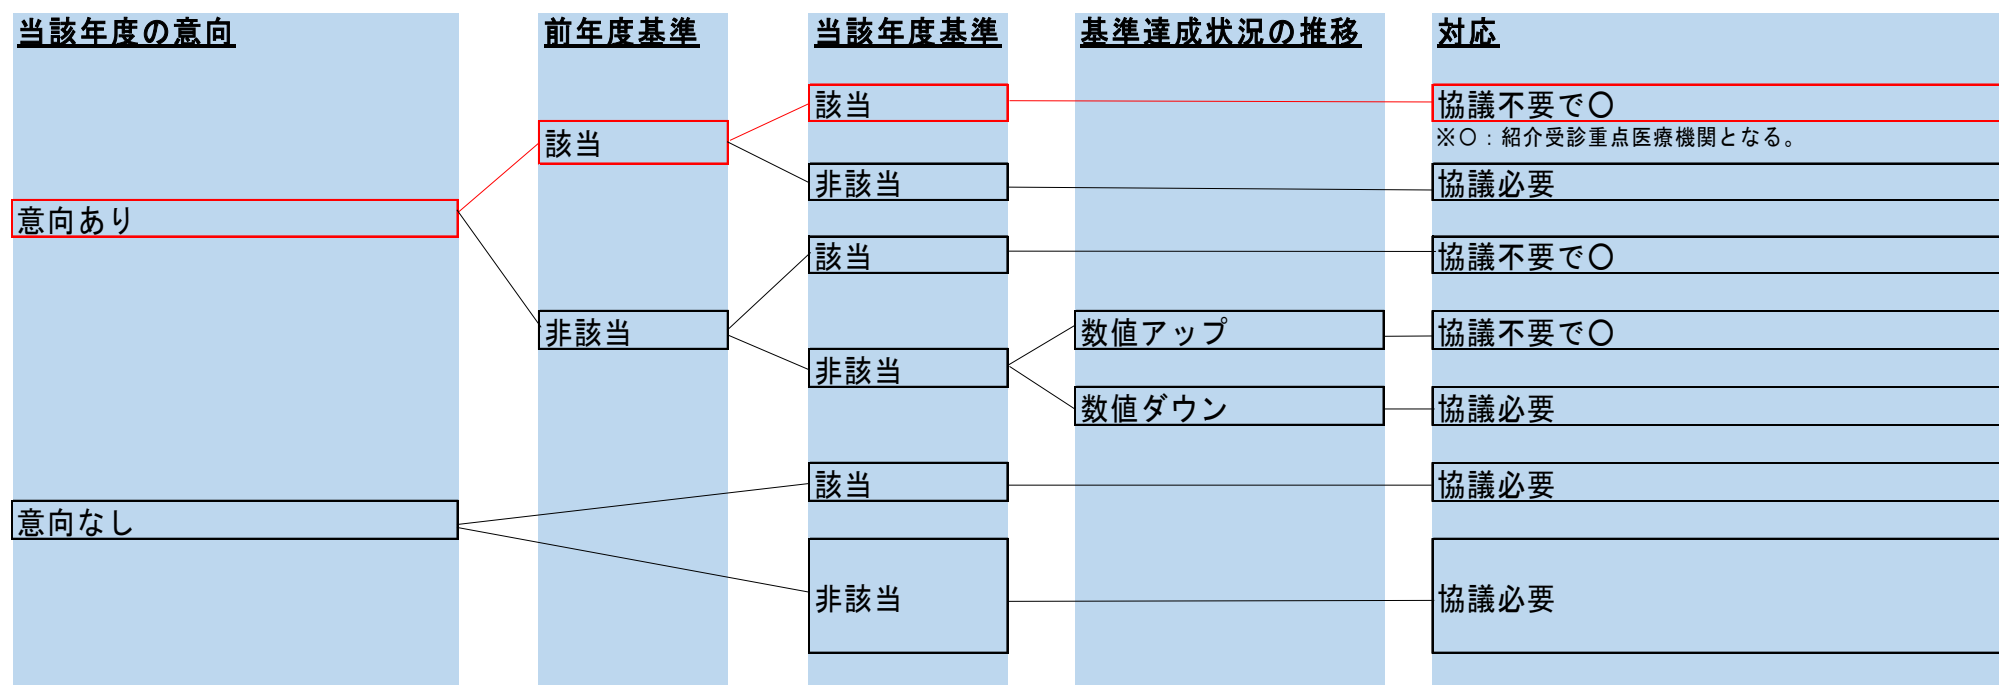 当該年度の意向
前年度基準
当該年度基準
基準達成状況の推移
対応
該当
協議不要で〇
※〇：紹介受診重点医療機関となる。
該当
非該当
協議必要
意向あり
該当
協議不要で〇
非該当
数値アップ
協議不要で〇
非該当
数値ダウン
協議必要
該当
協議必要
意向なし
非該当
協議必要